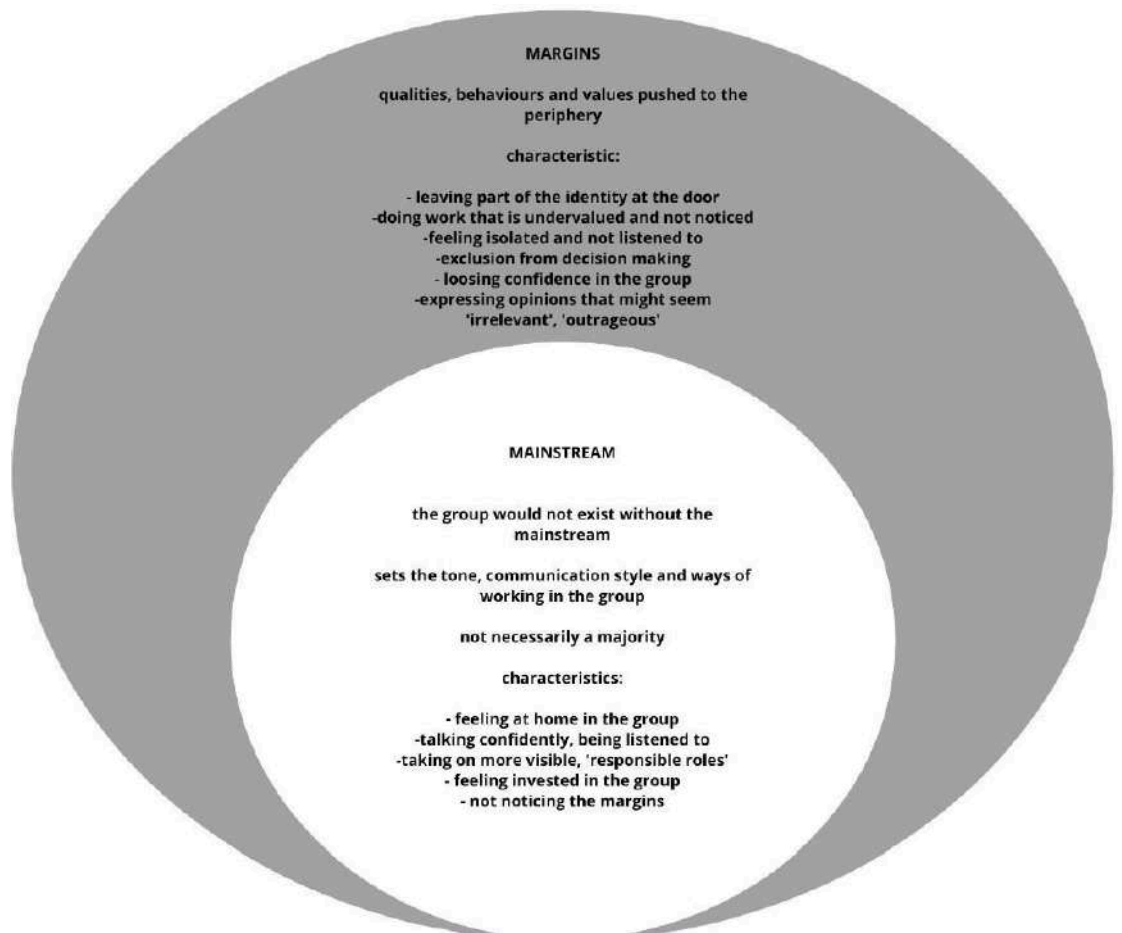 MARGINS
qualities, behaviours and values pushed to the
periphery
characteristic:
- leaving part of the identity at the door
-doing work that is undervalued and not noticed
-feeling isolated and not listened to
-exclusion from decision making
- loosing confidence in the group
-expressing opinions that might seem
'irrelevant', 'outrageous'
MAINSTREAM
the group would not exist without the
mainstream
sets the tone, communication style and ways of
working in the group
not necessarily a majority
characteristics:
- feeling at home in the group
-talking confidently, being listened to
-taking on more visible, 'responsible roles'
- feeling invested in the group
- not noticing the margins